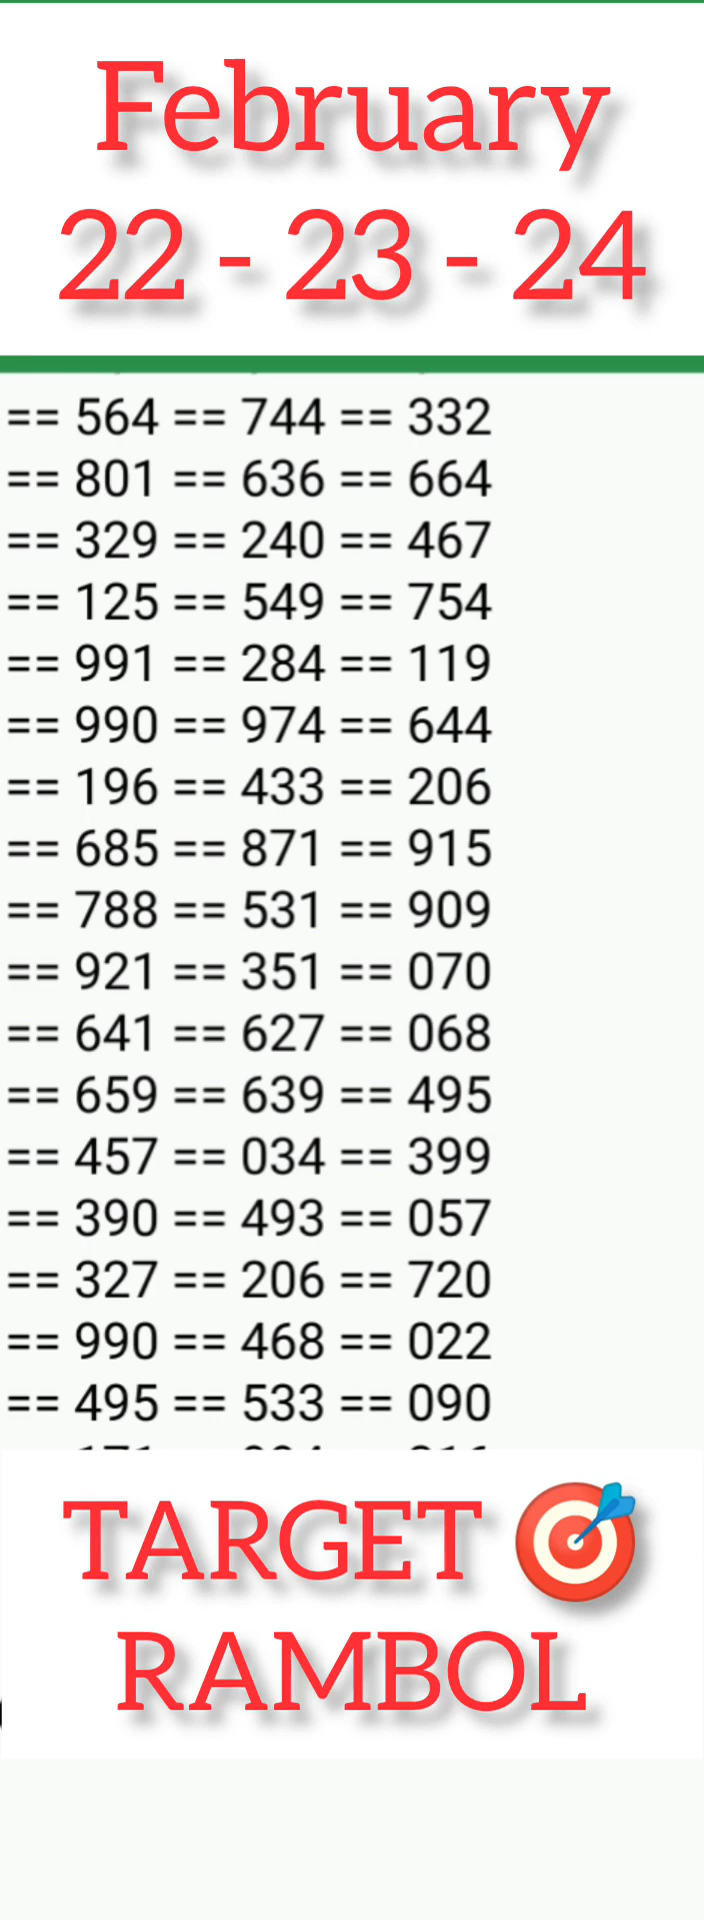 February
22 - 23 - 24
== 564 == 744 == 332
== 801 == 636 == 664
== 329 == 240 == 467
== 125 == 549 == 754
== 991 == 284 == 119
== 990 == 974 == 644
== 196 == 433 == 206
== 685 == 871 == 915
== 788 == 531 == 909
== 921 == 351 == 070
== 641 == 627 == 068
== 659 == 639 == 495
== 457 == 034 == 399
== 390 == 493 == 057
== 327 == 206 == 720
== 990 == 468 == 022
== 495 == 533 == 090
TARGET 🎯
RAMBOL